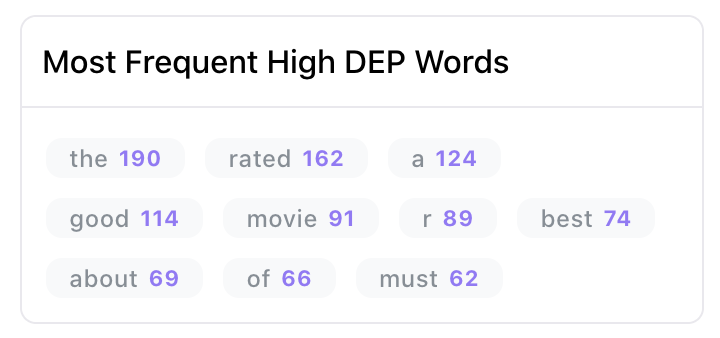 Most Frequent High DEP Words
the 190 rated 162 a 124
good 114 movie 91 r 89 best 74
about 69 of 66 must 62